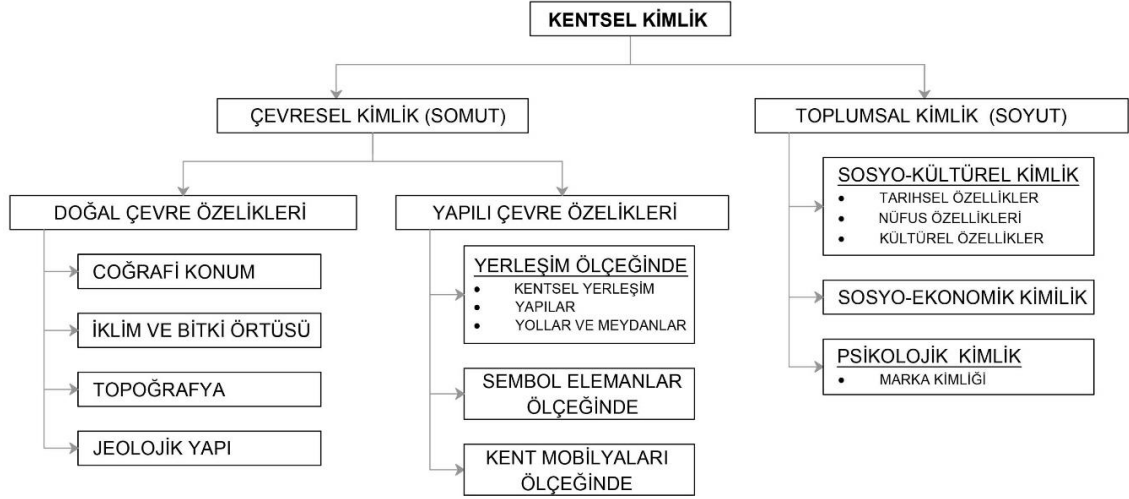 KENTSEL KİMLİK
ÇEVRESEL KİMLİK (SOMUT)
TOPLUMSAL KİMLİK (SOYUT)
DOĞAL ÇEVRE ÖZELİKLERİ
COĞRAFİ KONUM
İKLİM VE BİTKİ ÖRTÜSÜ
TOPOĞRAFYA
JEOLOJİK YAPI
YAPILI ÇEVRE ÖZELİKLERİ
YERLEŞİM ÖLÇEĞİNDE
• KENTSEL YERLEŞİM
• YAPILAR
• YOLLAR VE MEYDANLAR
SEMBOL ELEMANLAR
ÖLÇEĞİNDE
KENT MOBİLYALARI
ÖLÇEĞİNDE
SOSYO-KÜLTÜREL KİMLİK
• TARIHSEL ÖZELLİKLER
• NÜFUS ÖZELLİKLERİ
• KÜLTÜREL ÖZELLİKLER
SOSYO-EKONOMİK KİMİLİK
PSİKOLOJİK KİMLİK
• MARKA KİMLİĞİ